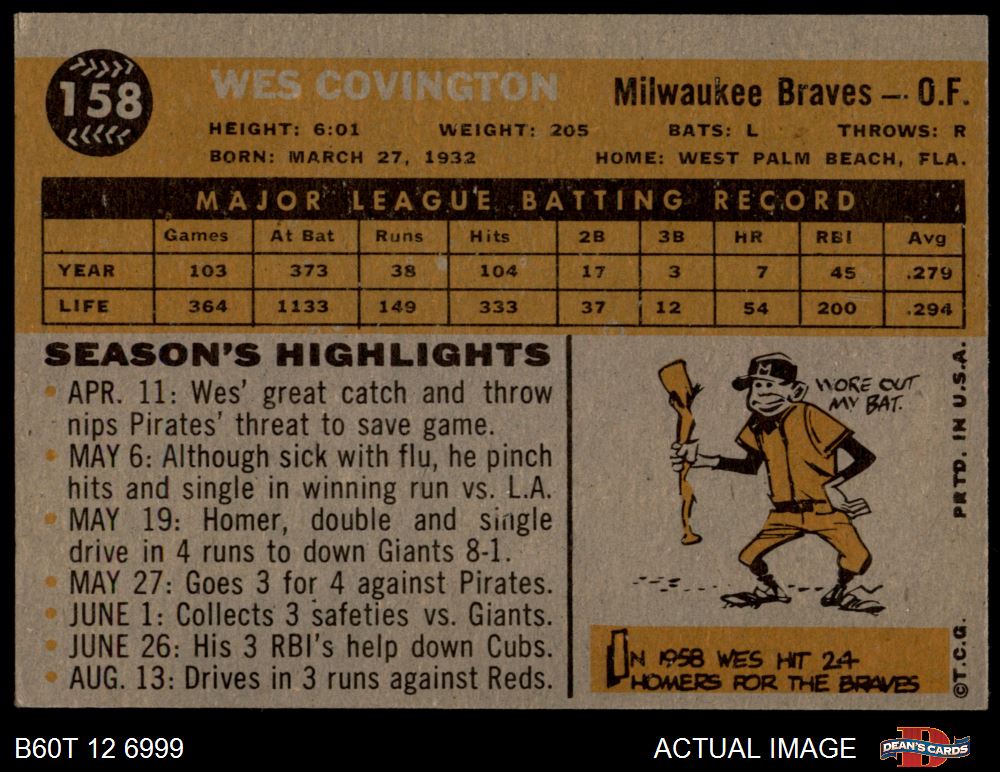 158
WES COVINGTON
Milwaukee Braves — O.F.
HEIGHT: 6:01 WEIGHT: 205 BATS: L THROWS: R
BORN: MARCH 27, 1932 HOME: WEST PALM BEACH, FLA.
MAJOR LEAGUE BATTING RECORD
Games At Bat Runs Hits 2B 3B HR RBI Avg
YEAR 103 373 38 104 17 3 7 45 .279
LIFE 364 1133 149 333 37 12 54 200 .294
SEASON'S HIGHLIGHTS
• APR. 11: Wes' great catch and throw
nips Pirates' threat to save game.
• MAY 6: Although sick with flu, he pinch
hits and single in winning run vs. L.A.
• MAY 19: Homer, double and single
drive in 4 runs to down Giants 8-1.
• MAY 27: Goes 3 for 4 against Pirates.
• JUNE 1: Collects 3 safeties vs. Giants.
• JUNE 26: His 3 RBI's help down Cubs.
• AUG. 13: Drives in 3 runs against Reds.
M
WORE OUT
MY BAT.
IN 1958 WES HIT 24
HOMERS FOR THE BRAVES
PRT'D. IN U.S.A.
©T.C.G.
B60T 12 6999
ACTUAL IMAGE
DEAN'S CARDS